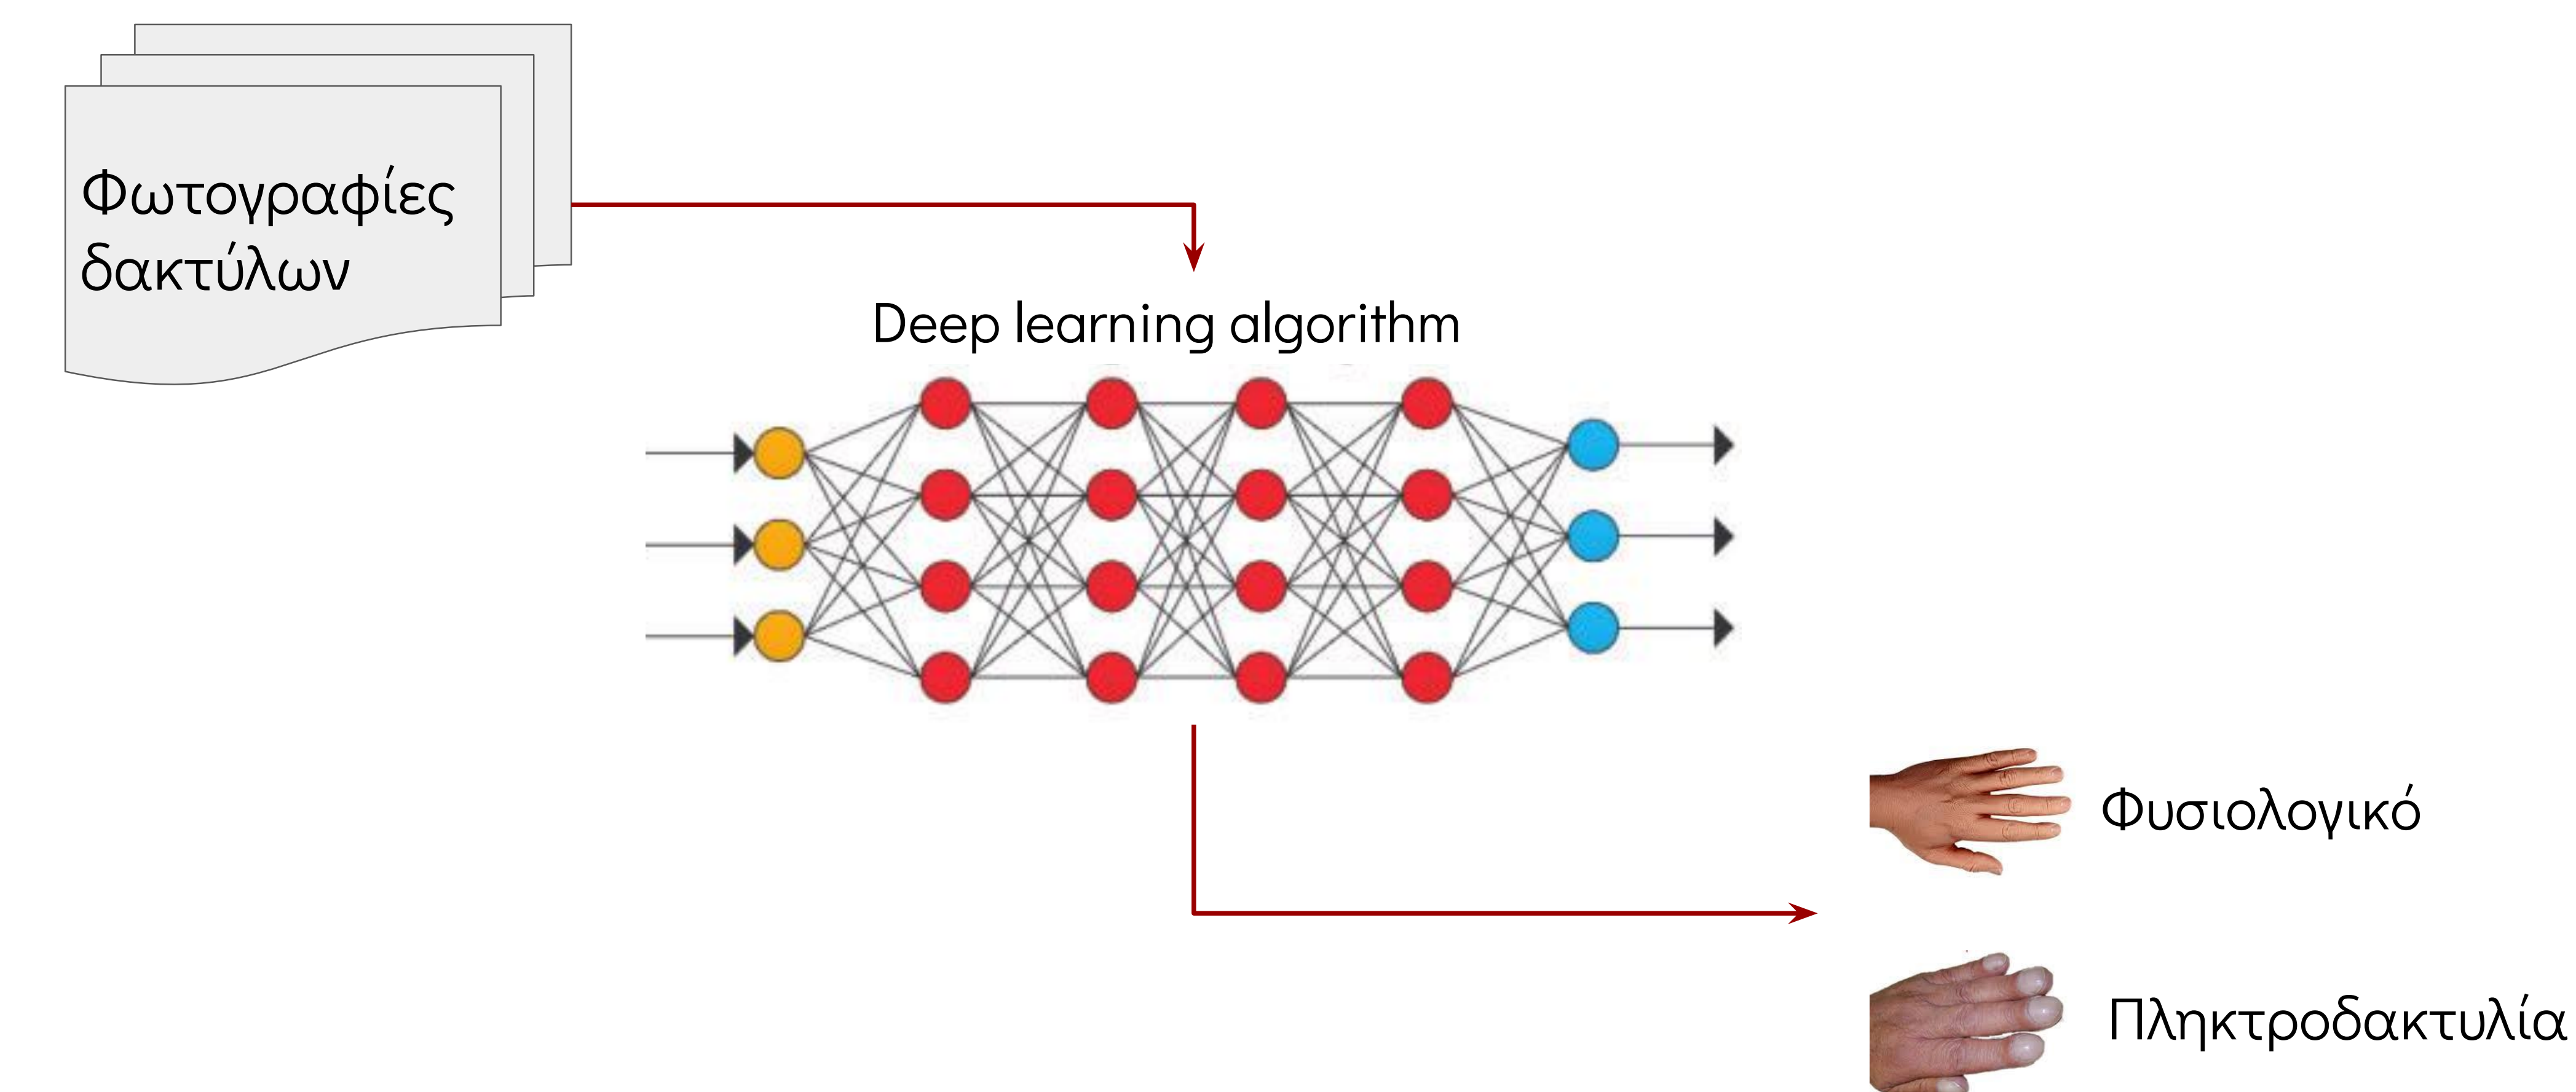 Φωτογραφίες
δακτύλων
Deep learning algorithm
Φυσιολογικό
Πληκτροδακτυλία